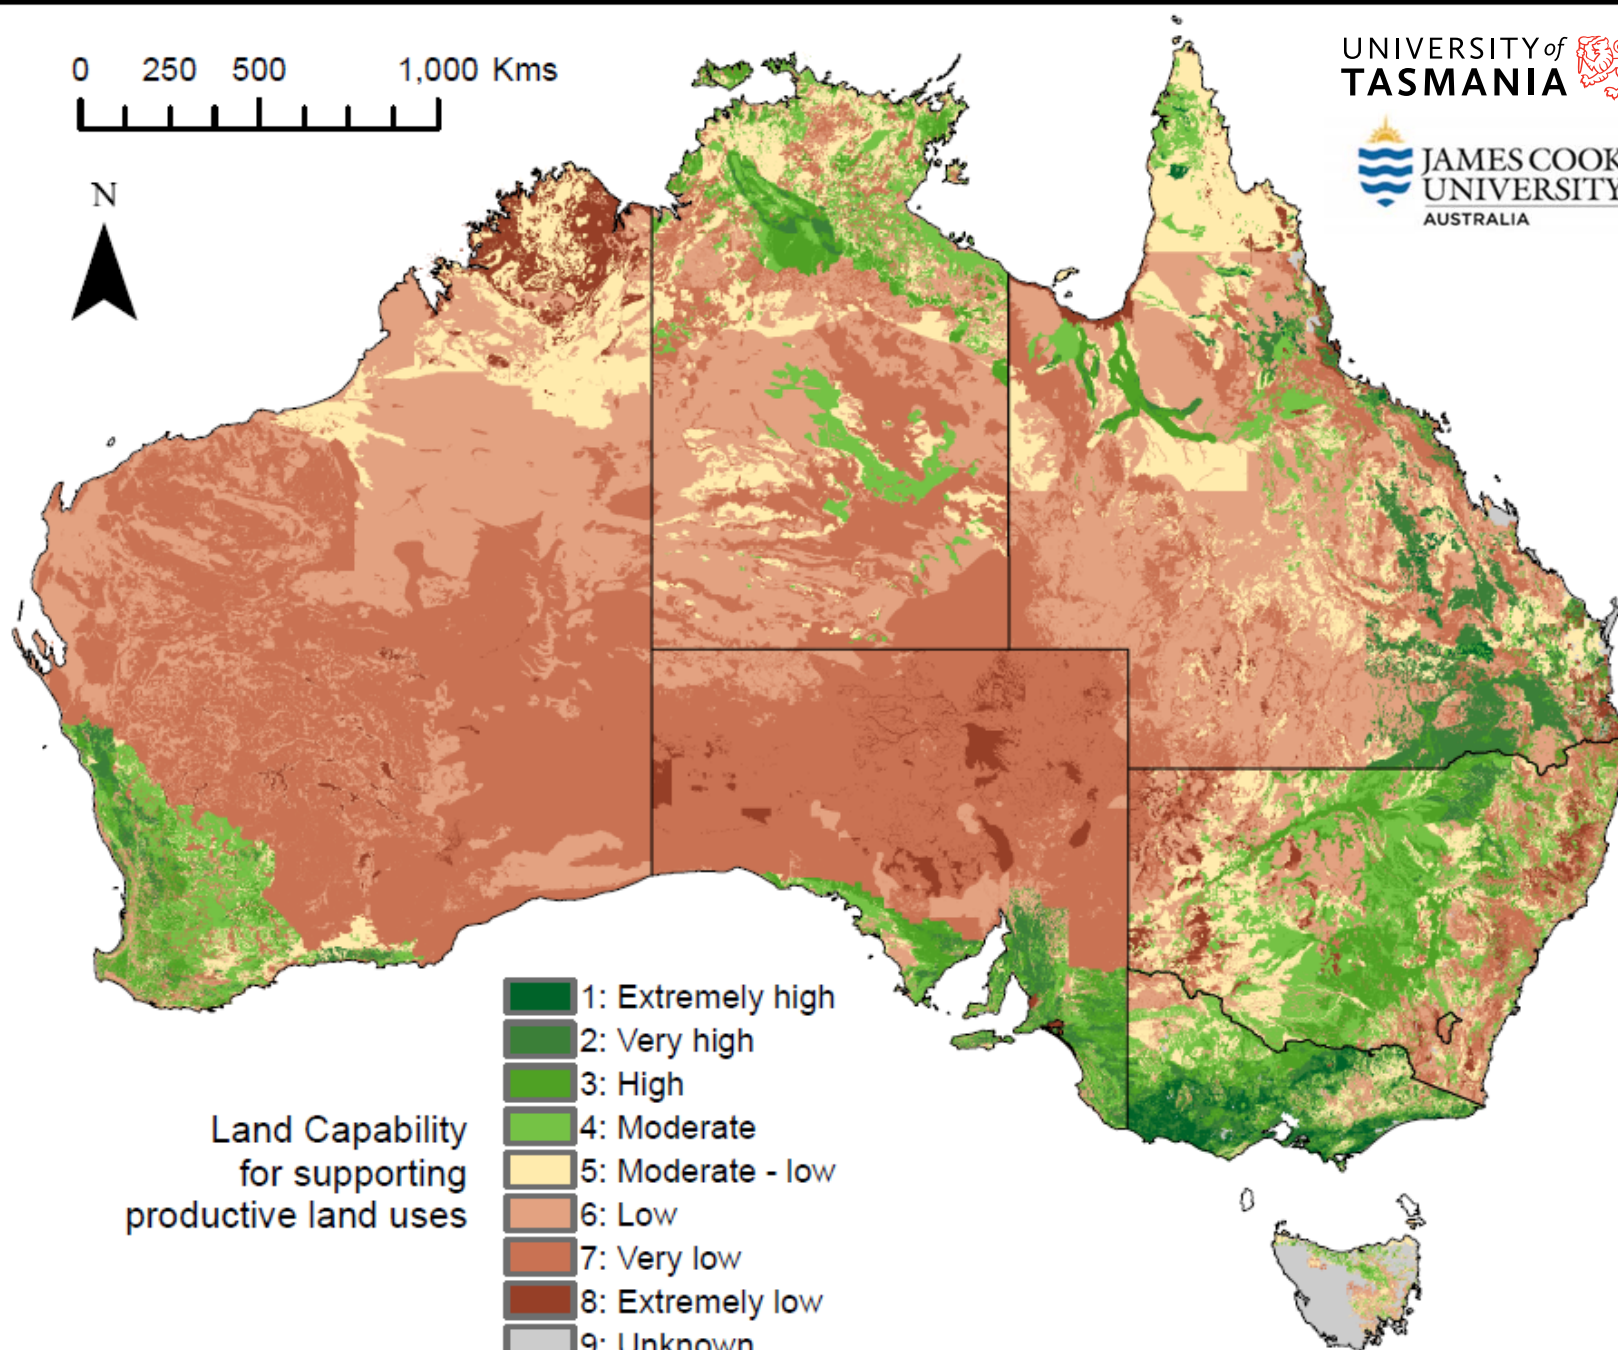 0 250 500 1,000 Kms
N
UNIVERSITY of
TASMANIA
JAMES COOK
UNIVERSITY
AUSTRALIA
Land Capability
for supporting
productive land uses
1: Extremely high
2: Very high
3: High
4: Moderate
5: Moderate - low
6: Low
7: Very low
8: Extremely low
9: Unknown